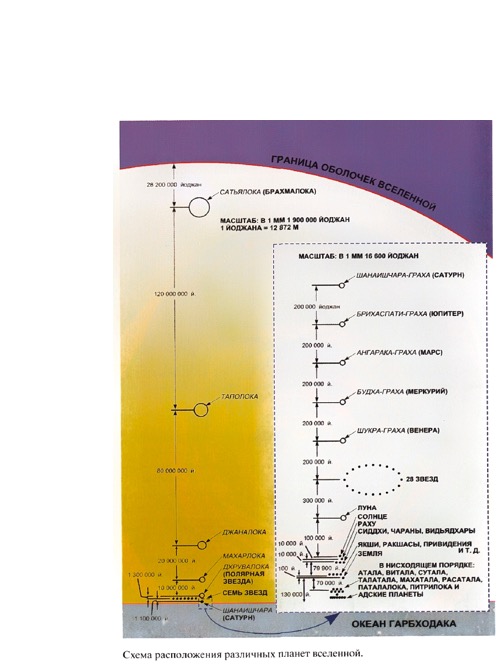 ГРАНИЦА ОБОЛОЧЕК ВСЕЛЕННОЙ
28 200 000 йоджан
САТЬЯЛОКА (БРАХМАЛОКА)
МАСШТАБ: В 1 ММ 1 900 000 ЙОДЖАН
1 ЙОДЖАНА = 12 872 М
120 000 000 й.
ТАПОЛОКА
80 000 000 й.
ДЖАНАЛОКА
20 000 000 й.
МАХАРЛОКА
ДХРУВАЛОКА
(ПОЛЯРНАЯ
ЗВЕЗДА)
1 300 000 й.
10 000 000 й.
СЕМЬ ЗВЕЗД
1 100 000 й.
ШАНАИШЧАРА
(САТУРН)
МАСШТАБ: В 1 ММ 16 600 ЙОДЖАН
ШАНАИШЧАРА-ГРАХА (САТУРН)
200 000 йоджан
БРИХАСПАТИ-ГРАХА (ЮПИТЕР)
200 000 й.
АНГАРАКА-ГРАХА (МАРС)
200 000 й.
БУДХА-ГРАХА (МЕРКУРИЙ)
200 000 й.
ШУКРА-ГРАХА (ВЕНЕРА)
200 000 й.
28 ЗВЕЗД
300 000 й.
ЛУНА
СОЛНЦЕ
100 000 й.
РАХУ
СИДДХИ, ЧАРАНЫ, ВИДЬЯДХАРЫ
10 000 й.
ЯКШИ, РАКШАСЫ, ПРИВИДЕНИЯ
И Т. Д.
ЗЕМЛЯ
100 й.
70 000 й.
130 000 й.
В НИСХОДЯЩЕМ ПОРЯДКЕ:
АТАЛА, ВИТАЛА, СУТАЛА,
ТАЛАТАЛА, МАХАТАЛА, РАСАТАЛА,
ПАТАЛАЛОКА, ПИТРИЛОКА И
АДСКИЕ ПЛАНЕТЫ
ОКЕАН ГАРБХОДАКА
Схема расположения различных планет вселенной.